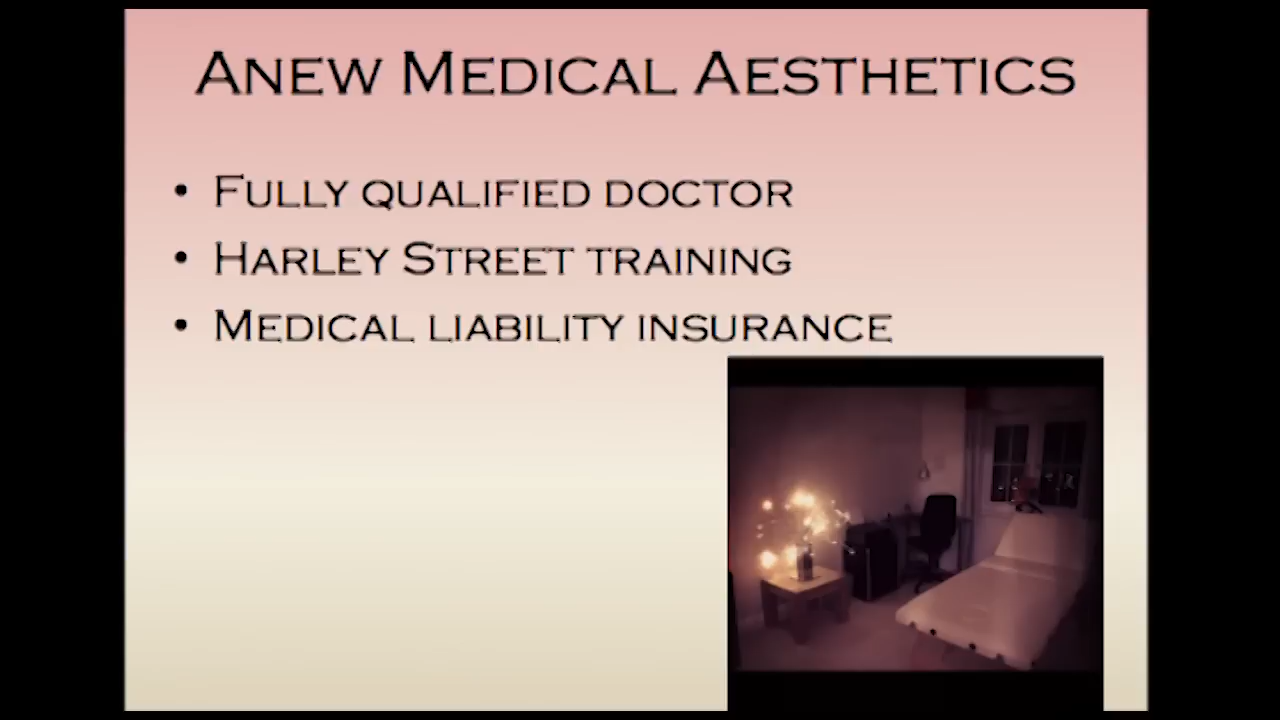 Anew Medical Aesthetics
• Fully qualified doctor
• Harley Street training
• Medical liability insurance